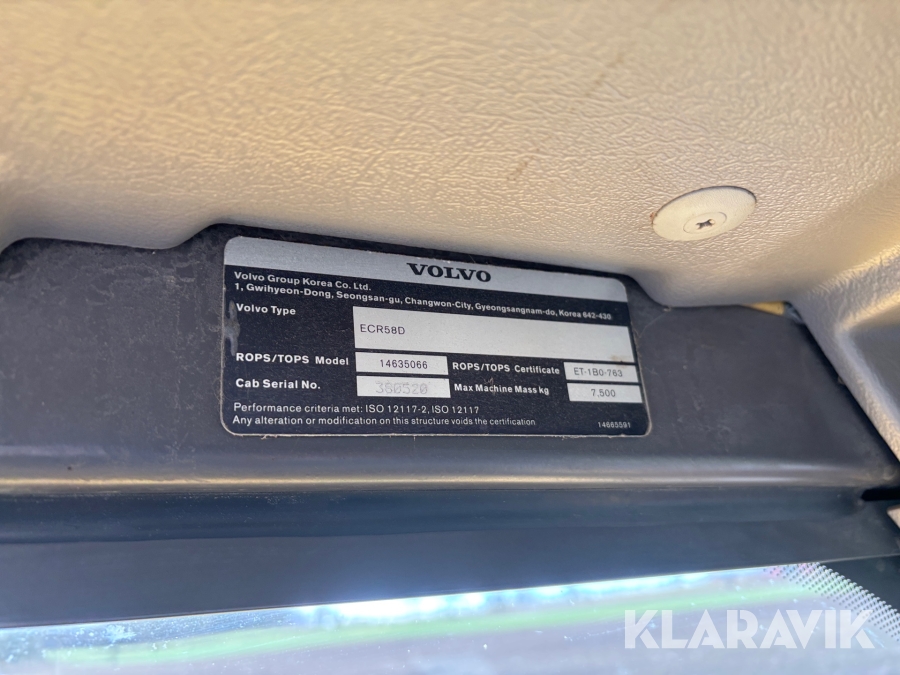 VOLVO
Volvo Group Korea Co. Ltd.
1, Gwihyeon-Dong, Seongsan-gu, Changwon-City, Gyeongsangnam-do, Korea 642-430
Volvo Type
ECR58D
ROPS/TOPS Model 14635066 ROPS/TOPS Certificate ET-1B0-763
Cab Serial No. 380520 Max Machine Mass kg 7,500
Performance criteria met: ISO 12117-2, ISO 12117
Any alteration or modification on this structure voids the certification 14665591
KLARAVIK